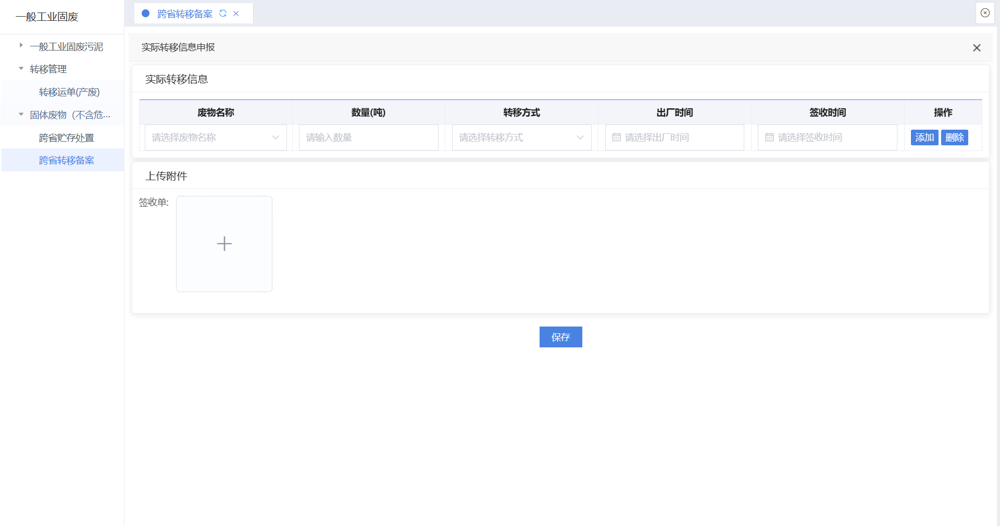 一般工业固废
一般工业固废污泥
转移管理
转移运单(产废)
固体废物（不含危...
跨省贮存处置
跨省转移备案
跨省转移备案
实际转移信息申报
实际转移信息
废物名称 数量(吨) 转移方式 出厂时间 签收时间 操作
请选择废物名称 请输入数量 请选择转移方式 请选择出厂时间 请选择签收时间 添加 删除
上传附件
签收单:
保存